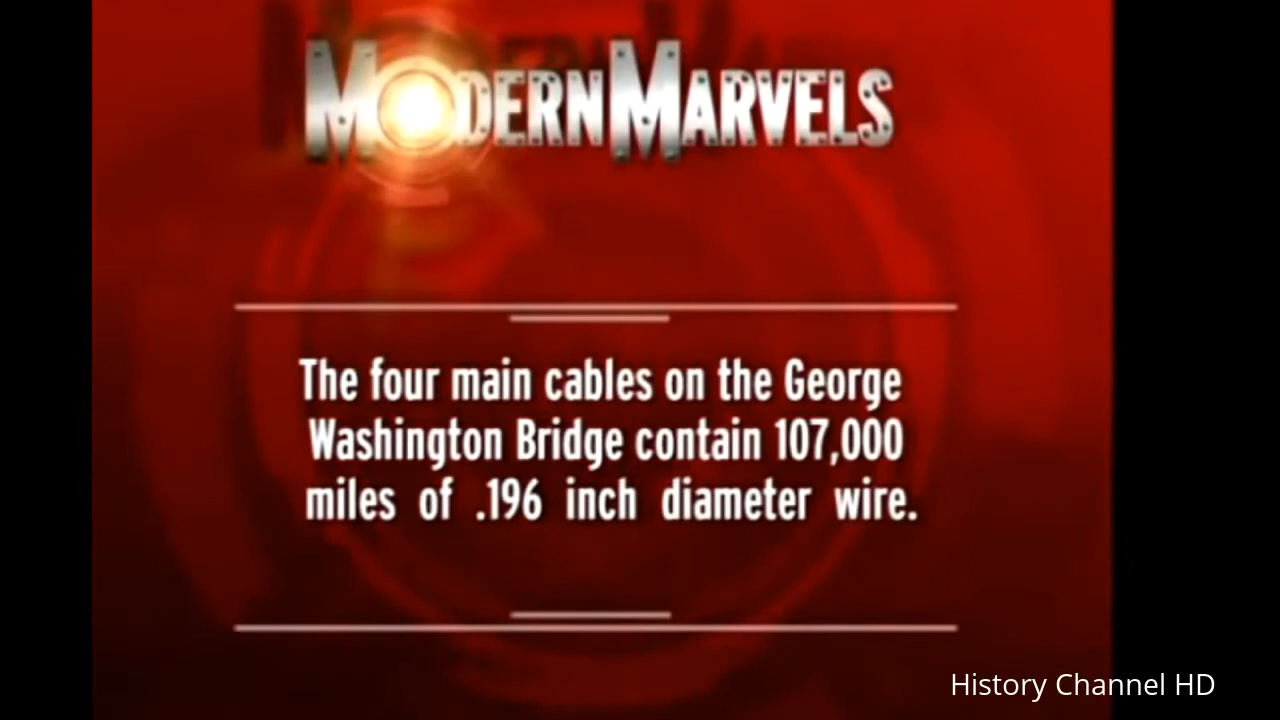 MODERN MARVELS
The four main cables on the George
Washington Bridge contain 107,000
miles of .196 inch diameter wire.
History Channel HD